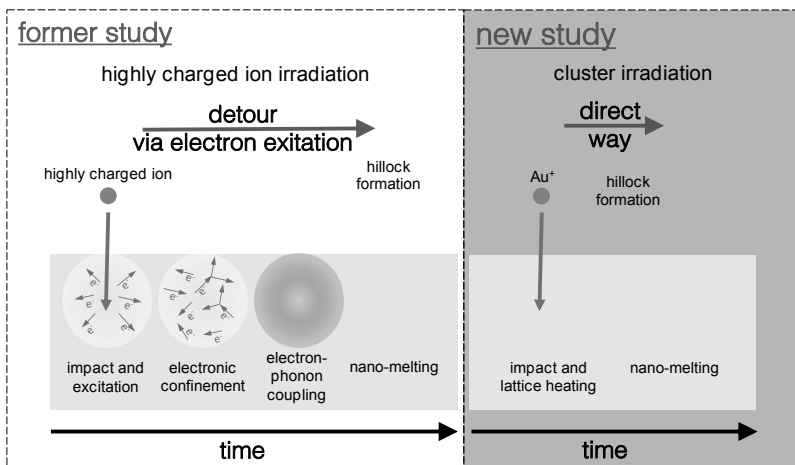 former study
highly charged ion irradiation
detour
via electron exitation
highly charged ion
hillock
formation
e⁻ e⁻
e⁻ e⁻
e⁻ e⁻
e⁻ e⁻
e⁻ e⁻
e⁻ e⁻
impact and
excitation
electronic
confinement
electron-
phonon
coupling
nano-melting
time
new study
cluster irradiation
direct
way
Au⁺
hillock
formation
impact and
lattice heating
nano-melting
time